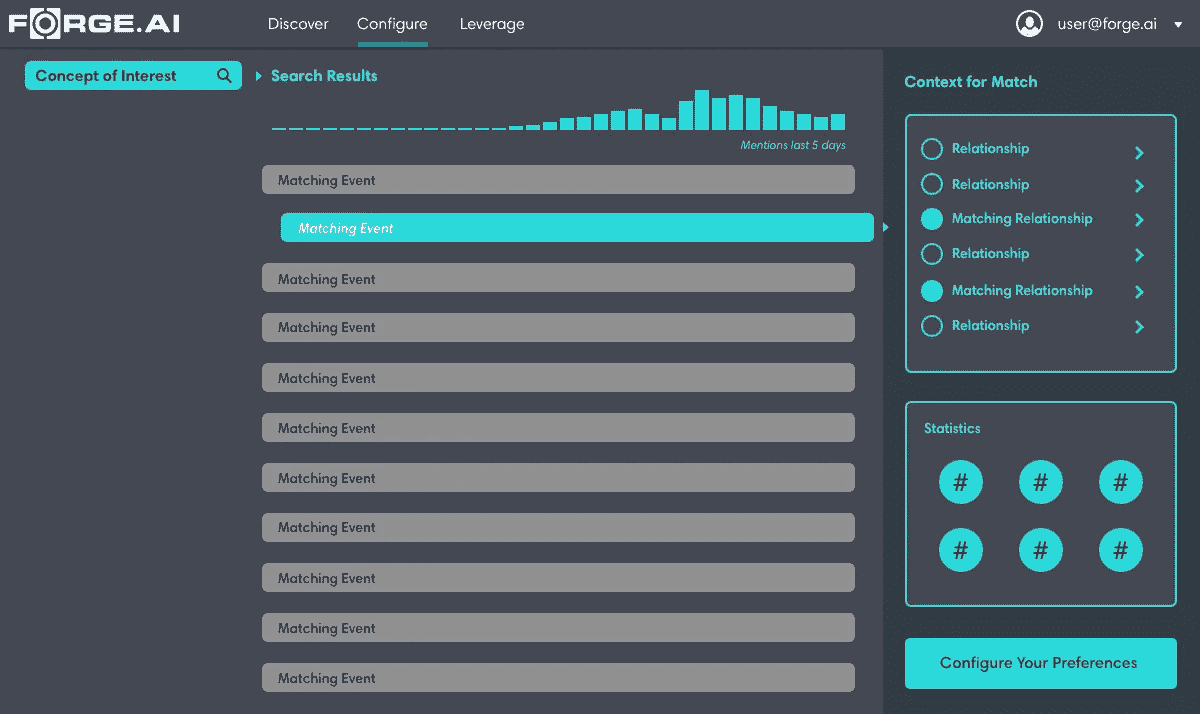 FORGE.AI
Discover Configure Leverage
user@forge.ai
Concept of Interest
Search Results
Mentions last 5 days
Matching Event
Matching Event
Matching Event
Matching Event
Matching Event
Matching Event
Matching Event
Matching Event
Matching Event
Matching Event
Matching Event
Context for Match
Relationship
Relationship
Matching Relationship
Relationship
Matching Relationship
Relationship
Statistics
# # #
# # #
Configure Your Preferences